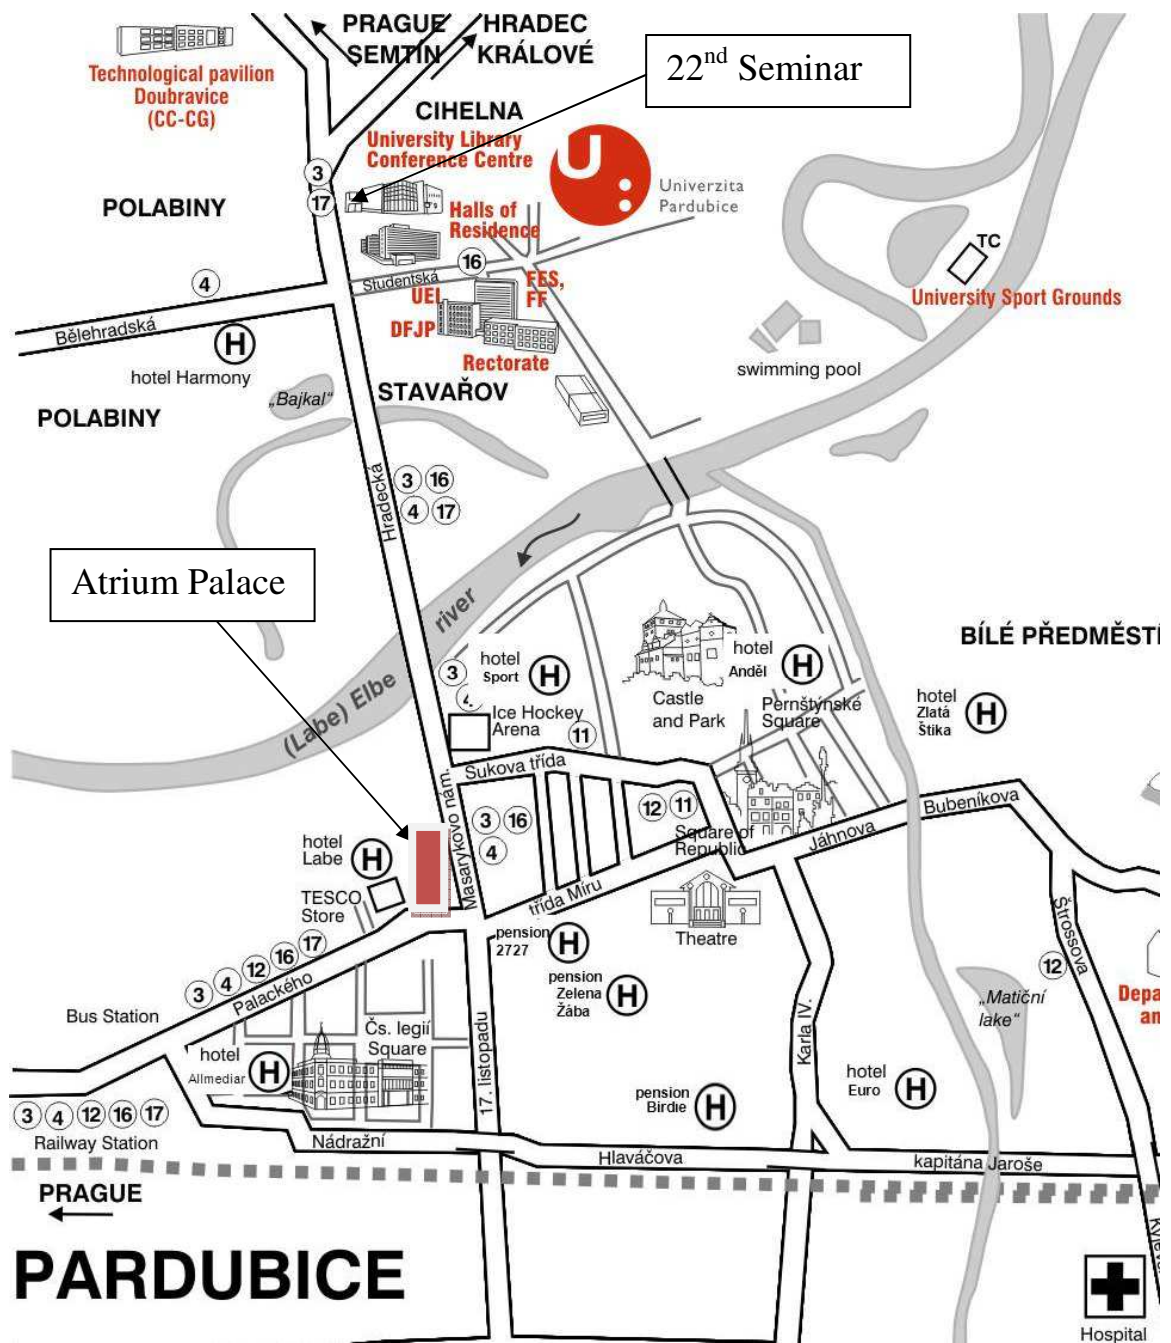 PRAGUE
SEMTÍN
HRADEC
KRÁLOVÉ
22nd Seminar
Technological pavilion
Doubravice
(CC-CG)
CIHELNA
University Library
Conference Centre
U
Univerzita
Pardubice
3
17
POLABINY
Halls of
Residence
TC
University Sport Grounds
4
16
Studentská
UEI
FES,
FF
Bělehradská
DFJP
Rectorate
H
hotel Harmony
swimming pool
„Bajkal“
STAVAŘOV
POLABINY
Hradecká
3 16
4 17
Atrium Palace
river
(Labe) Elbe
BÍLÉ PŘEDMĚSTÍ
3
4
hotel
Sport
H
hotel
Anděl
H
Castle
and Park
Pernštýnské
Square
hotel
Zlatá
Štika
H
Ice Hockey
Arena
11
Sukova třída
Masarykovo nám.
3 16
4
12 11
Square of
Republic
Jáhnova
Bubeníkova
hotel
Labe
H
TESCO
Store
třída Míru
Theatre
Štrossova
12
pension
2727
H
pension
Zelena
Žába
H
3 4 12 16 17
Palackého
Bus Station
Čs. legií
Square
hotel
Allmediar
H
17. listopadu
Karla IV.
„Matiční
lake“
Depa
an
hotel
Euro
H
pension
Birdie
H
3 4 12 16 17
Railway Station
Nádražní
Hlaváčova
kapitána Jaroše
PRAGUE
PARDUBICE
Hospital